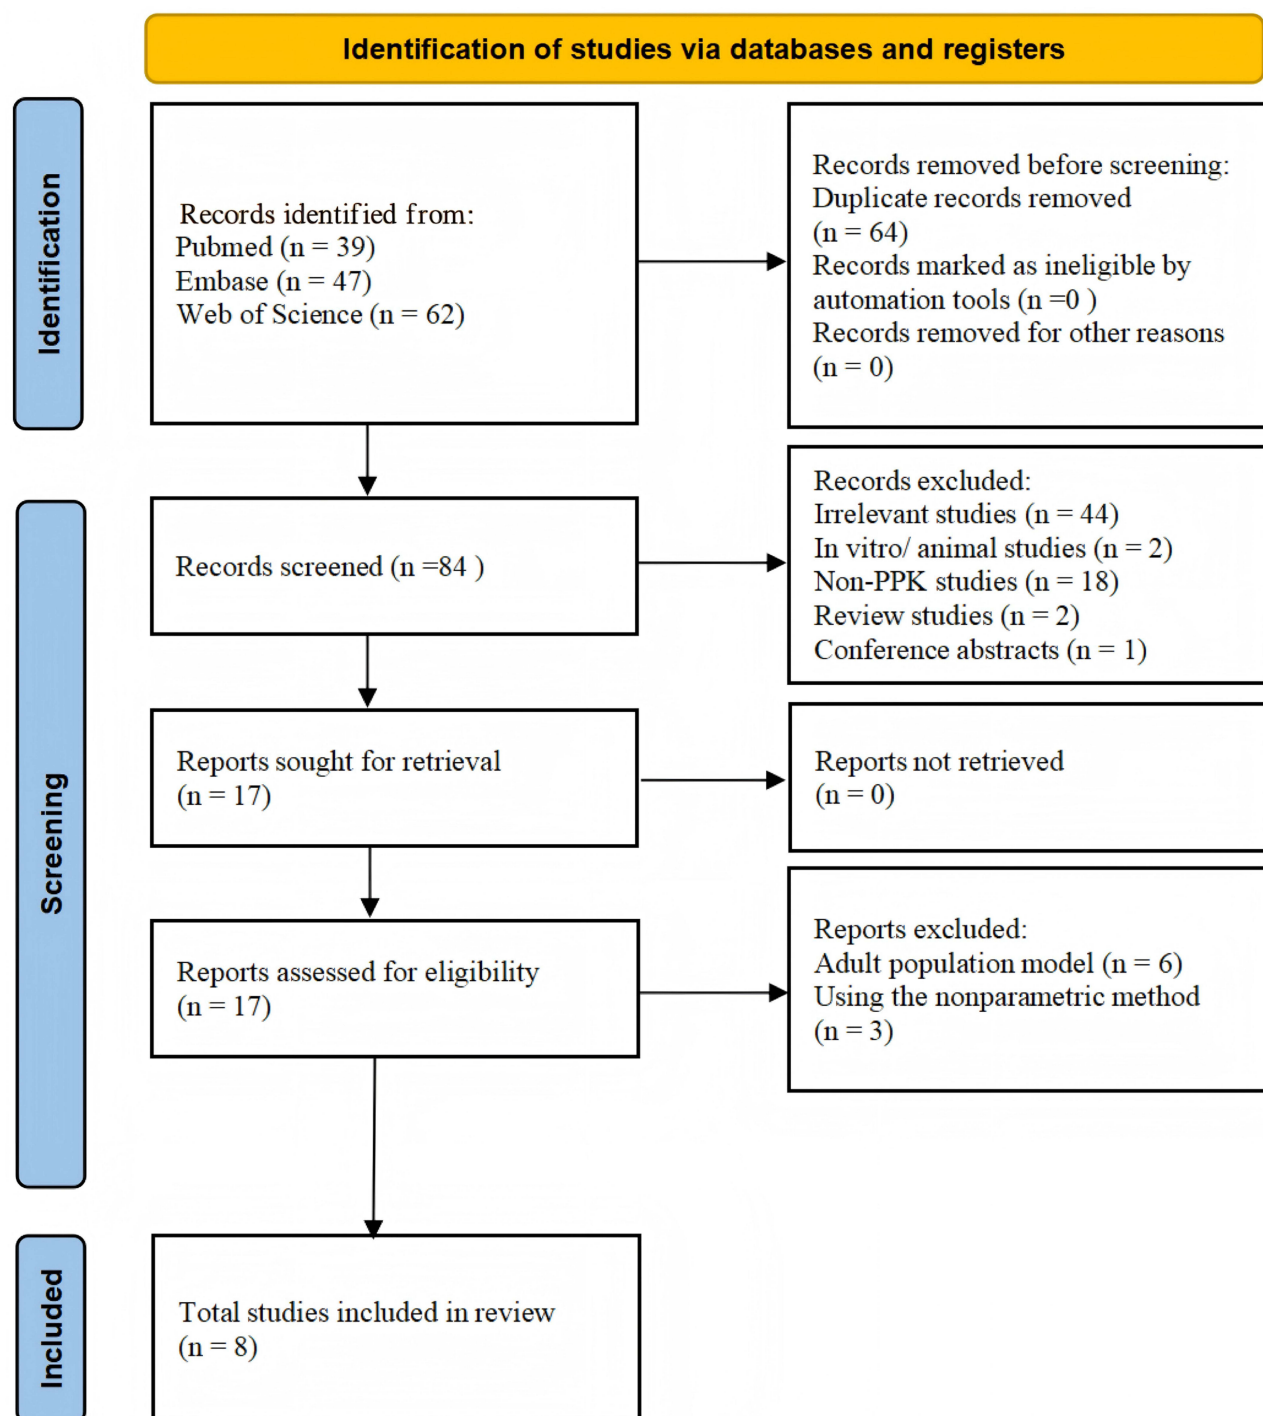 Identification of studies via databases and registers
Identification
Records identified from:
Pubmed (n = 39)
Embase (n = 47)
Web of Science (n = 62)
Records removed before screening:
Duplicate records removed
(n = 64)
Records marked as ineligible by
automation tools (n =0 )
Records removed for other reasons
(n = 0)
Screening
Records screened (n =84 )
Records excluded:
Irrelevant studies (n = 44)
In vitro/ animal studies (n = 2)
Non-PPK studies (n = 18)
Review studies (n = 2)
Conference abstracts (n = 1)
Reports sought for retrieval
(n = 17)
Reports not retrieved
(n = 0)
Reports assessed for eligibility
(n = 17)
Reports excluded:
Adult population model (n = 6)
Using the nonparametric method
(n = 3)
Included
Total studies included in review
(n = 8)